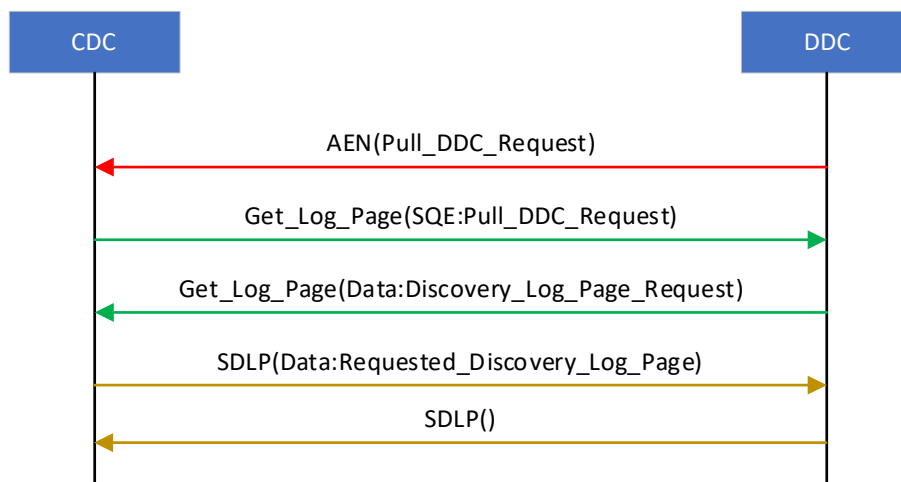 CDC
DDC
AEN(Pull_DDC_Request)
Get_Log_Page(SQE:Pull_DDC_Request)
Get_Log_Page(Data:Discovery_Log_Page_Request)
SDLP(Data:Requested_Discovery_Log_Page)
SDLP()